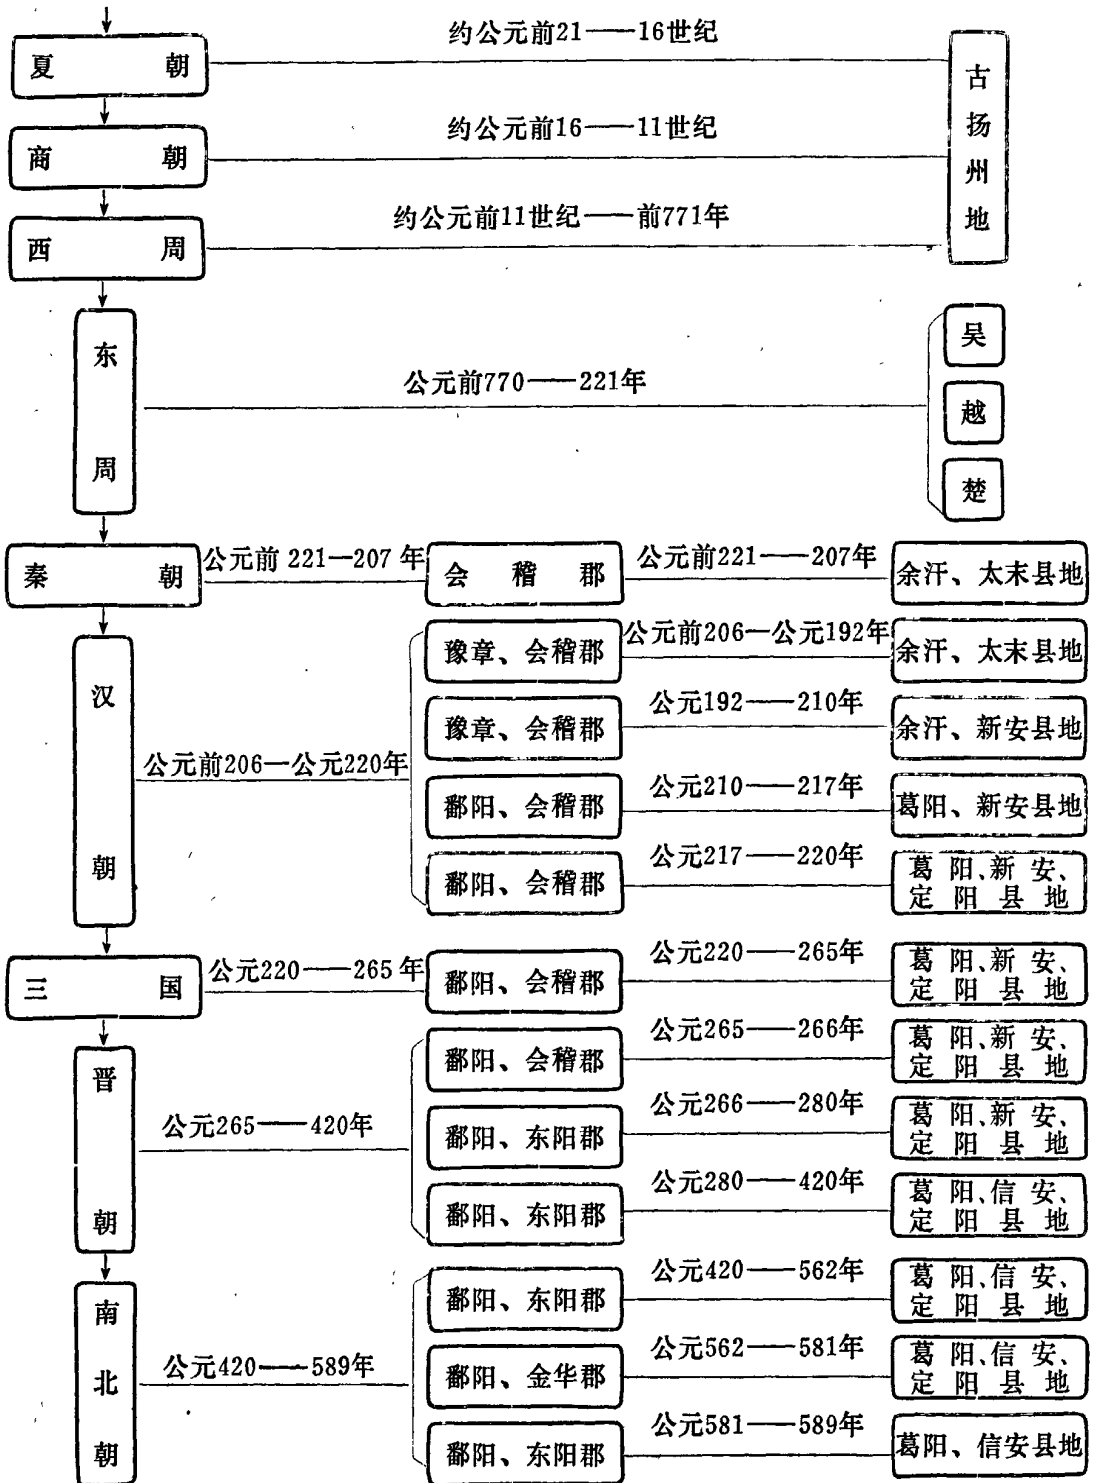 约公元前21——16世纪
夏朝
古扬州地
约公元前16——11世纪
商朝
约公元前11世纪——前771年
西周
东周
公元前770——221年
吴
越
楚
秦朝
公元前 221—207 年
会稽郡
公元前221——207年
余汗、太末县地
汉朝
公元前206—公元220年
豫章、会稽郡
公元前206—公元192年
余汗、太末县地
豫章、会稽郡
公元192——210年
余汗、新安县地
鄱阳、会稽郡
公元210——217年
葛阳、新安县地
鄱阳、会稽郡
公元217——220年
葛阳、新安、
定阳县地
三国
公元220——265年
鄱阳、会稽郡
公元220——265年
葛阳、新安、
定阳县地
晋朝
公元265——420年
鄱阳、会稽郡
公元265——266年
葛阳、新安、
定阳县地
鄱阳、东阳郡
公元266——280年
葛阳、新安、
定阳县地
鄱阳、东阳郡
公元280——420年
葛阳、信安、
定阳县地
南北朝
公元420——589年
鄱阳、东阳郡
公元420——562年
葛阳、信安、
定阳县地
鄱阳、金华郡
公元562——581年
葛阳、信安、
定阳县地
鄱阳、东阳郡
公元581——589年
葛阳、信安县地